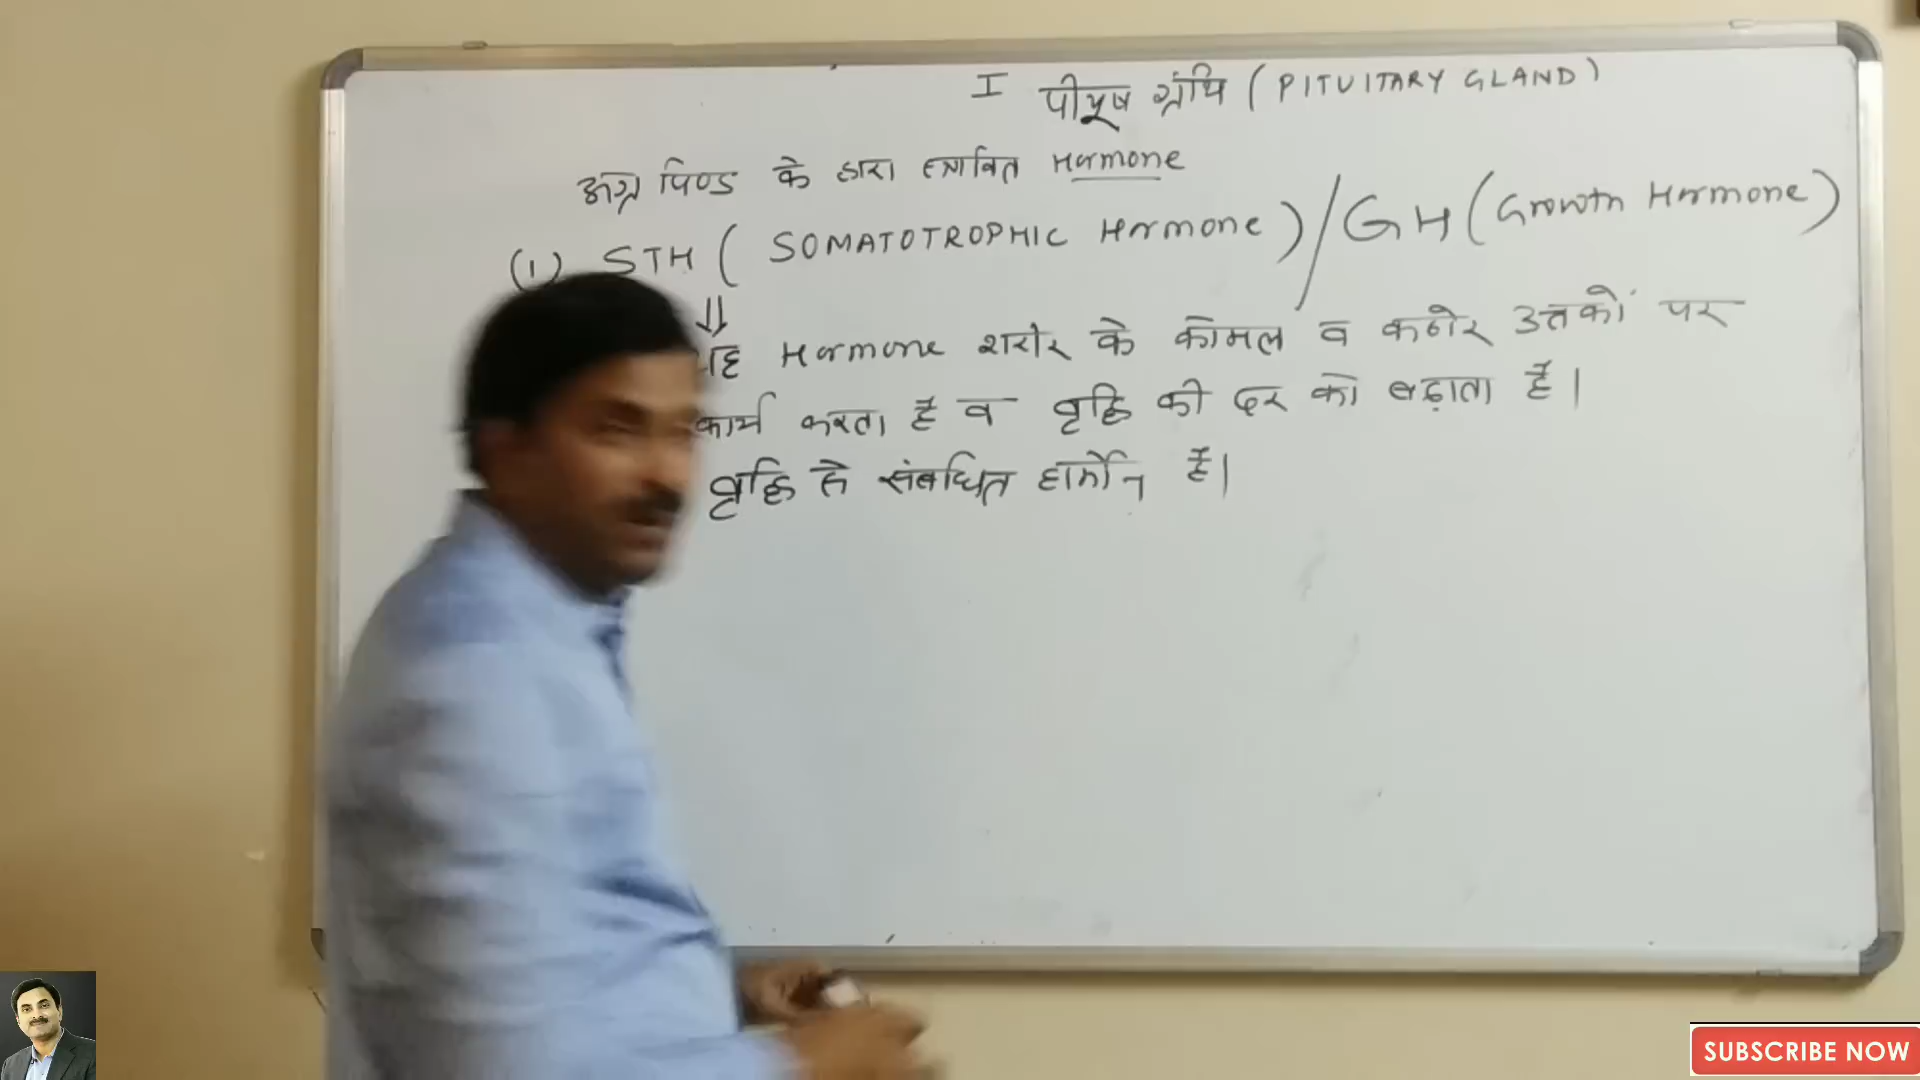 I पीयूष ग्रंथि (PITUITARY GLAND)
अग्र पिण्ड के द्वारा स्त्रावित Hormone
(1) STH (SOMATOTROPHIC Hormone)/GH (Growth Hormone)
⇓
यह Hormone शरीर के कोमल व कठोर उत्तकों पर
कार्य करता है व वृद्धि की दर को बढ़ाता है।
वृद्धि से संबधित हार्मोन है।
SUBSCRIBE NOW